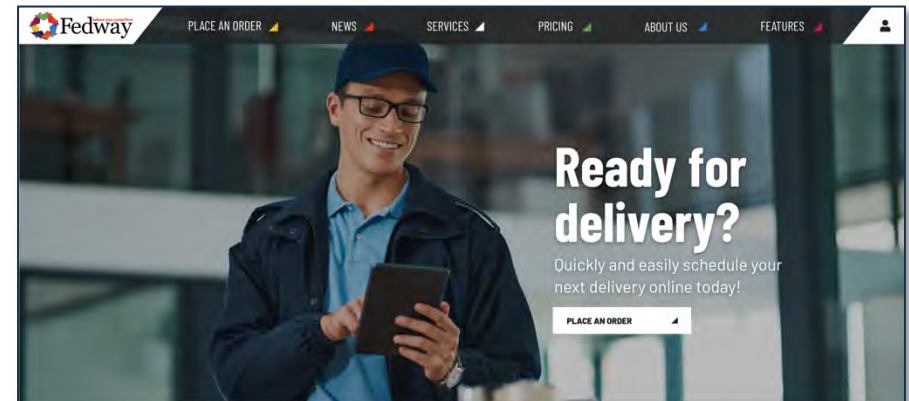 Fedway
PLACE AN ORDER
NEWS
SERVICES
PRICING
ABOUT US
FEATURES
Ready for
delivery?
Quickly and easily schedule your
next delivery online today!
PLACE AN ORDER